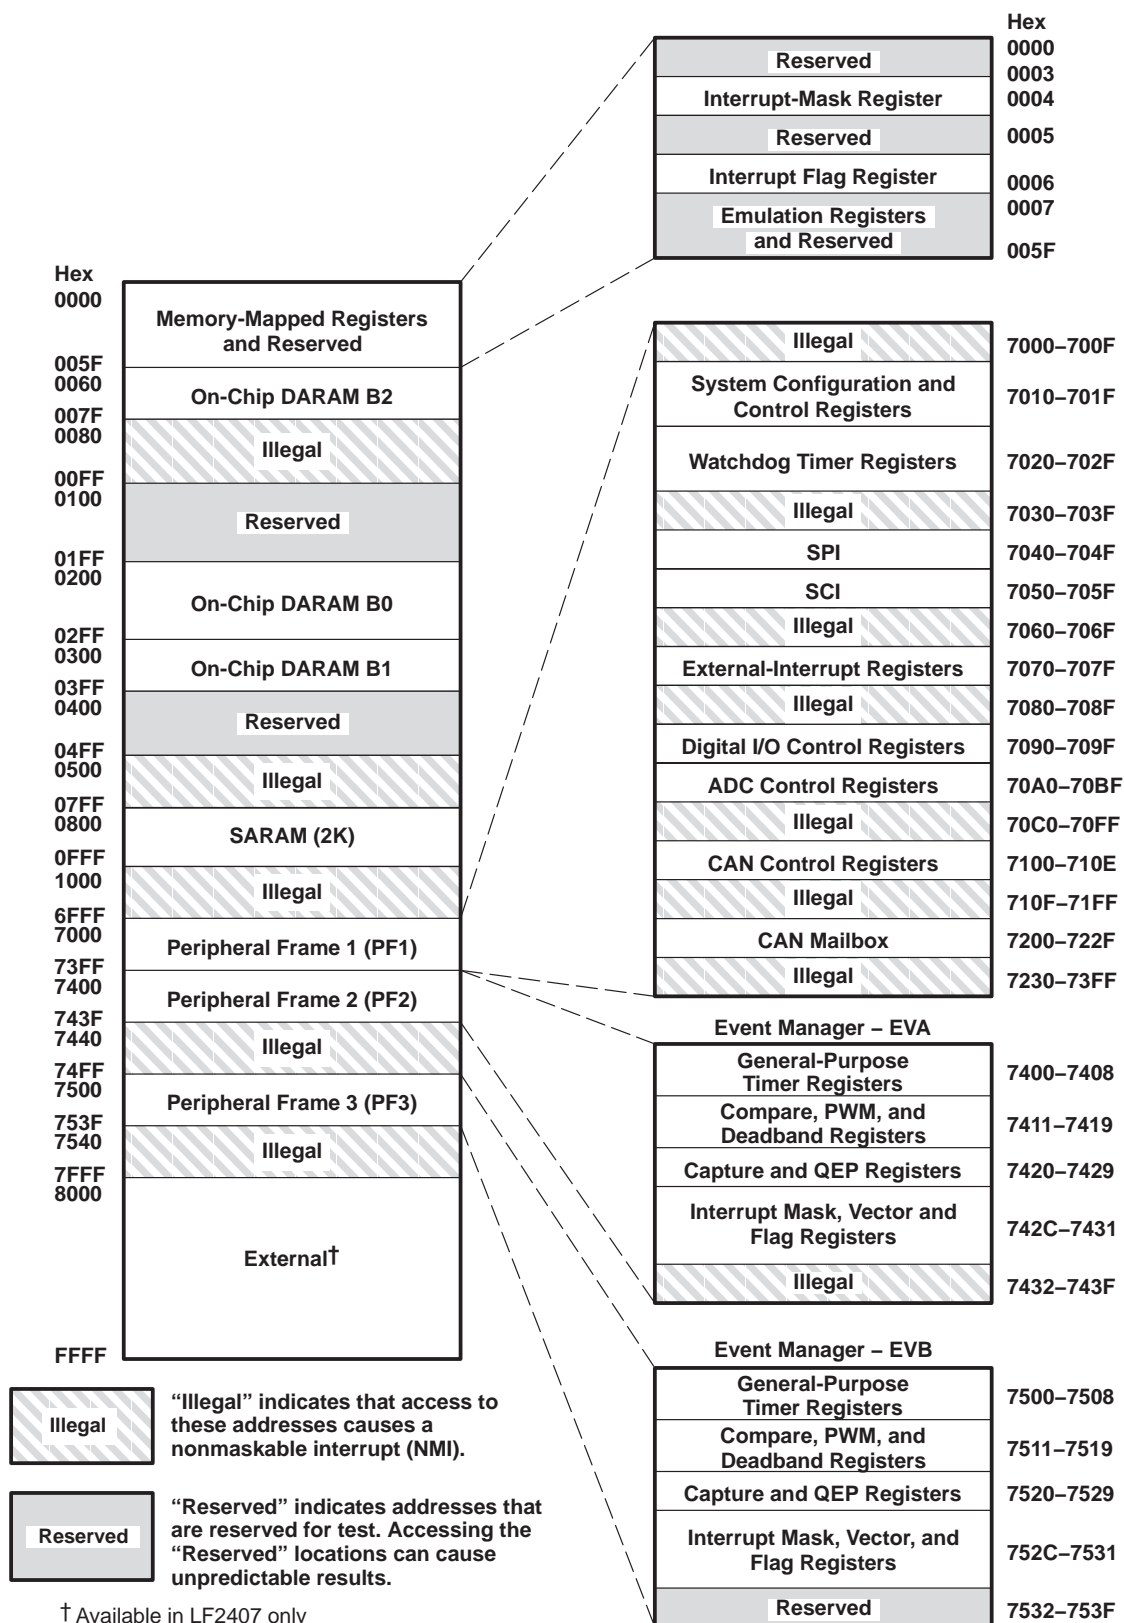 Hex
0000
Reserved
0003
Interrupt-Mask Register
0004
Reserved
0005
Interrupt Flag Register
0006
0007
Emulation Registers
and Reserved
005F
Hex
0000
Memory-Mapped Registers
and Reserved
005F
0060
On-Chip DARAM B2
007F
0080
Illegal
00FF
0100
Reserved
01FF
0200
On-Chip DARAM B0
02FF
0300
On-Chip DARAM B1
03FF
0400
Reserved
04FF
0500
Illegal
07FF
0800
SARAM (2K)
0FFF
1000
Illegal
6FFF
7000
Peripheral Frame 1 (PF1)
73FF
7400
Peripheral Frame 2 (PF2)
743F
7440
Illegal
74FF
7500
Peripheral Frame 3 (PF3)
753F
7540
Illegal
7FFF
8000
External†
FFFF
Illegal
7000–700F
System Configuration and
Control Registers
7010–701F
Watchdog Timer Registers
7020–702F
Illegal
7030–703F
SPI
7040–704F
SCI
7050–705F
Illegal
7060–706F
External-Interrupt Registers
7070–707F
Illegal
7080–708F
Digital I/O Control Registers
7090–709F
ADC Control Registers
70A0–70BF
Illegal
70C0–70FF
CAN Control Registers
7100–710E
Illegal
710F–71FF
CAN Mailbox
7200–722F
Illegal
7230–73FF
Event Manager – EVA
General-Purpose
Timer Registers
7400–7408
Compare, PWM, and
Deadband Registers
7411–7419
Capture and QEP Registers
7420–7429
Interrupt Mask, Vector and
Flag Registers
742C–7431
Illegal
7432–743F
Event Manager – EVB
General-Purpose
Timer Registers
7500–7508
Compare, PWM, and
Deadband Registers
7511–7519
Capture and QEP Registers
7520–7529
Interrupt Mask, Vector, and
Flag Registers
752C–7531
Reserved
7532–753F
Illegal
“Illegal” indicates that access to
these addresses causes a
nonmaskable interrupt (NMI).
Reserved
“Reserved” indicates addresses that
are reserved for test. Accessing the
“Reserved” locations can cause
unpredictable results.
† Available in LF2407 only